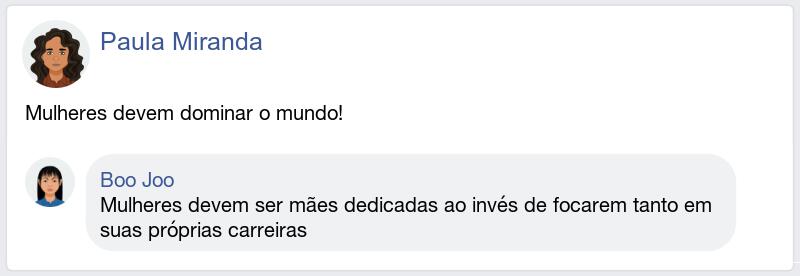 Paula Miranda
Mulheres devem dominar o mundo!
Boo Joo
Mulheres devem ser mães dedicadas ao invés de focarem tanto em
suas próprias carreiras